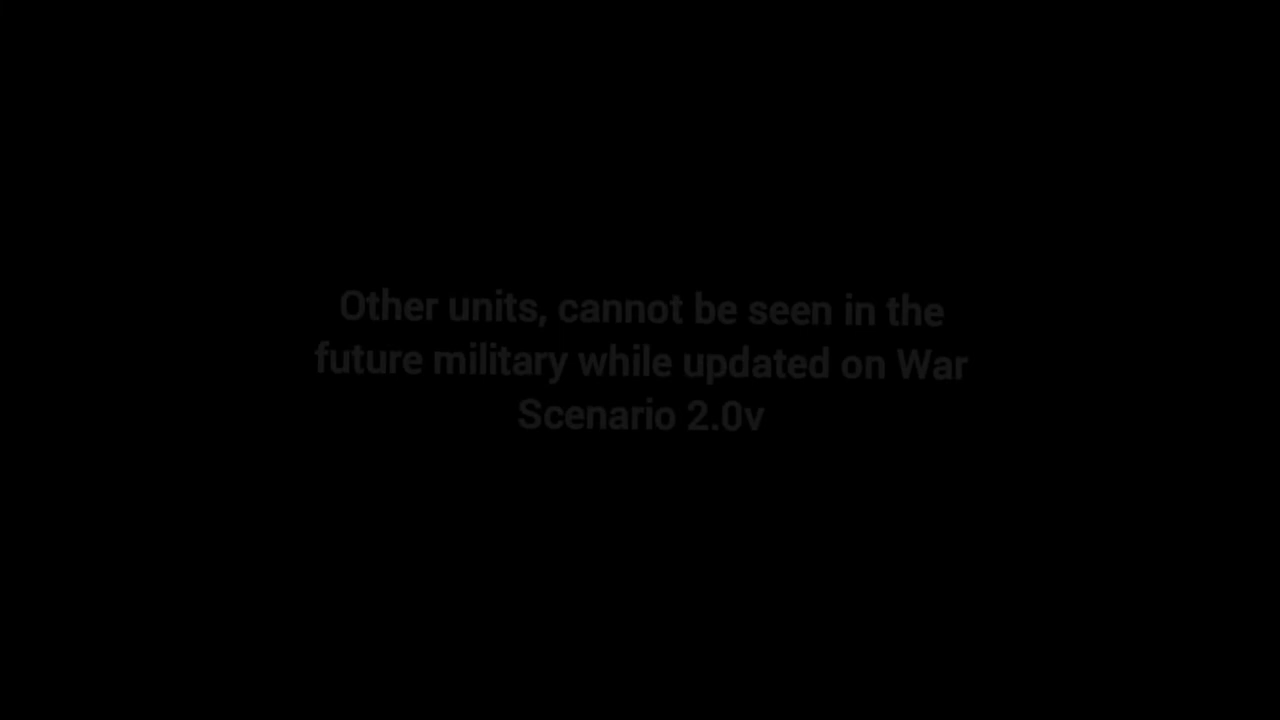 Other units, cannot be seen in the
future military while updated on War
Scenario 2.0v